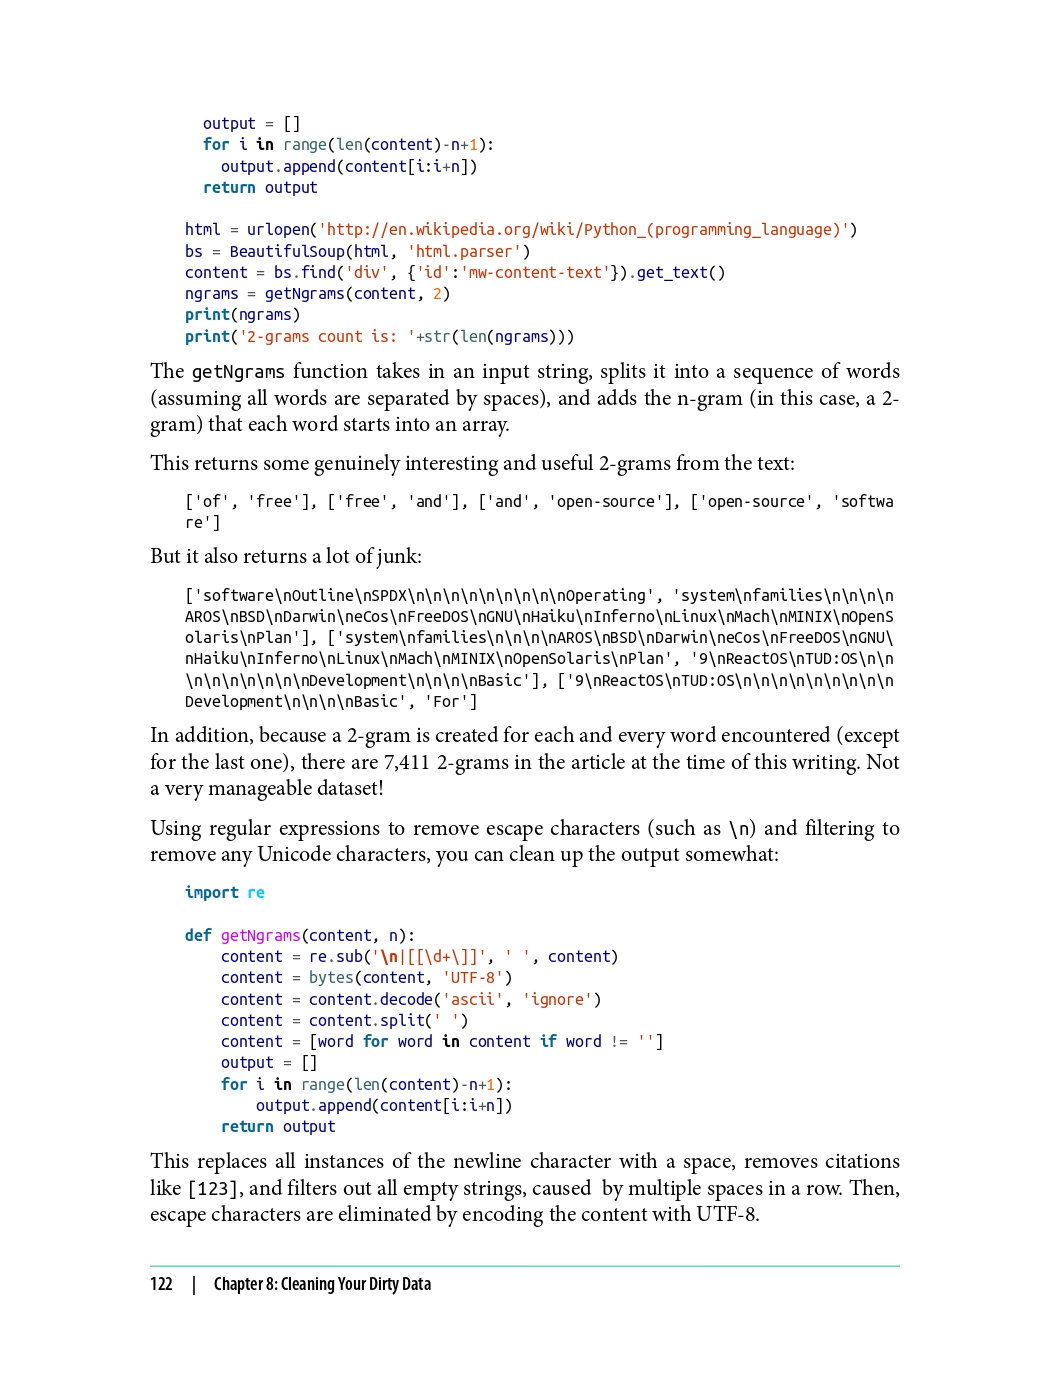 output = []
for i in range(len(content)-n+1):
output.append(content[i:i+n])
return output
html = urlopen('http://en.wikipedia.org/wiki/Python_(programming_language)')
bs = BeautifulSoup(html, 'html.parser')
content = bs.find('div', {'id':'mw-content-text'}).get_text()
ngrams = getNgrams(content, 2)
print(ngrams)
print('2-grams count is: '+str(len(ngrams)))
The getNgrams function takes in an input string, splits it into a sequence of words
(assuming all words are separated by spaces), and adds the n-gram (in this case, a 2-
gram) that each word starts into an array.
This returns some genuinely interesting and useful 2-grams from the text:
['of', 'free'], ['free', 'and'], ['and', 'open-source'], ['open-source', 'softwa
re']
But it also returns a lot of junk:
['software\nOutline\nSPDX\n\n\n\n\n\n\n\n\nOperating', 'system\nfamilies\n\n\n\n
AROS\nBSD\nDarwin\neCos\nFreeDOS\nGNU\nHaiku\nInferno\nLinux\nMach\nMINIX\nOpenS
olaris\nPlan'], ['system\nfamilies\n\n\n\nAROS\nBSD\nDarwin\neCos\nFreeDOS\nGNU\
nHaiku\nInferno\nLinux\nMach\nMINIX\nOpenSolaris\nPlan', '9\nReactOS\nTUD:OS\n\n
\n\n\n\n\n\n\nDevelopment\n\n\n\nBasic'], ['9\nReactOS\nTUD:OS\n\n\n\n\n\n\n\n\n
Development\n\n\n\nBasic', 'For']
In addition, because a 2-gram is created for each and every word encountered (except
for the last one), there are 7,411 2-grams in the article at the time of this writing. Not
a very manageable dataset!
Using regular expressions to remove escape characters (such as \n) and filtering to
remove any Unicode characters, you can clean up the output somewhat:
import re
def getNgrams(content, n):
content = re.sub('\n|[[\d+\]]', ' ', content)
content = bytes(content, 'UTF-8')
content = content.decode('ascii', 'ignore')
content = content.split(' ')
content = [word for word in content if word != '']
output = []
for i in range(len(content)-n+1):
output.append(content[i:i+n])
return output
This replaces all instances of the newline character with a space, removes citations
like [123], and filters out all empty strings, caused by multiple spaces in a row. Then,
escape characters are eliminated by encoding the content with UTF-8.
122 | Chapter 8: Cleaning Your Dirty Data